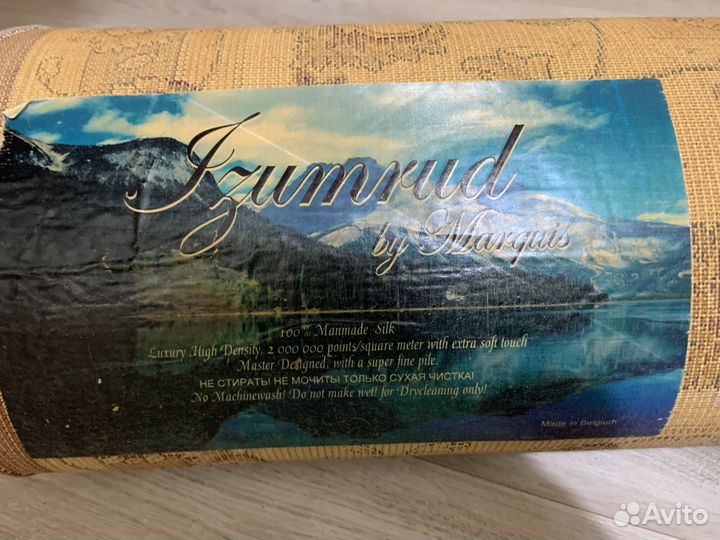 Izumrud
by Marquis
100% Manmade Silk
Luxury High Density, 2 000 000 points/square meter with extra soft touch
Master Designed, with a super fine pile.
НЕ СТИРАТЬ! НЕ МОЧИТЬ! ТОЛЬКО СУХАЯ ЧИСТКА!
No Machinewash! Do not make wet! for Drycleaning only!
Made in Belgium
Avito